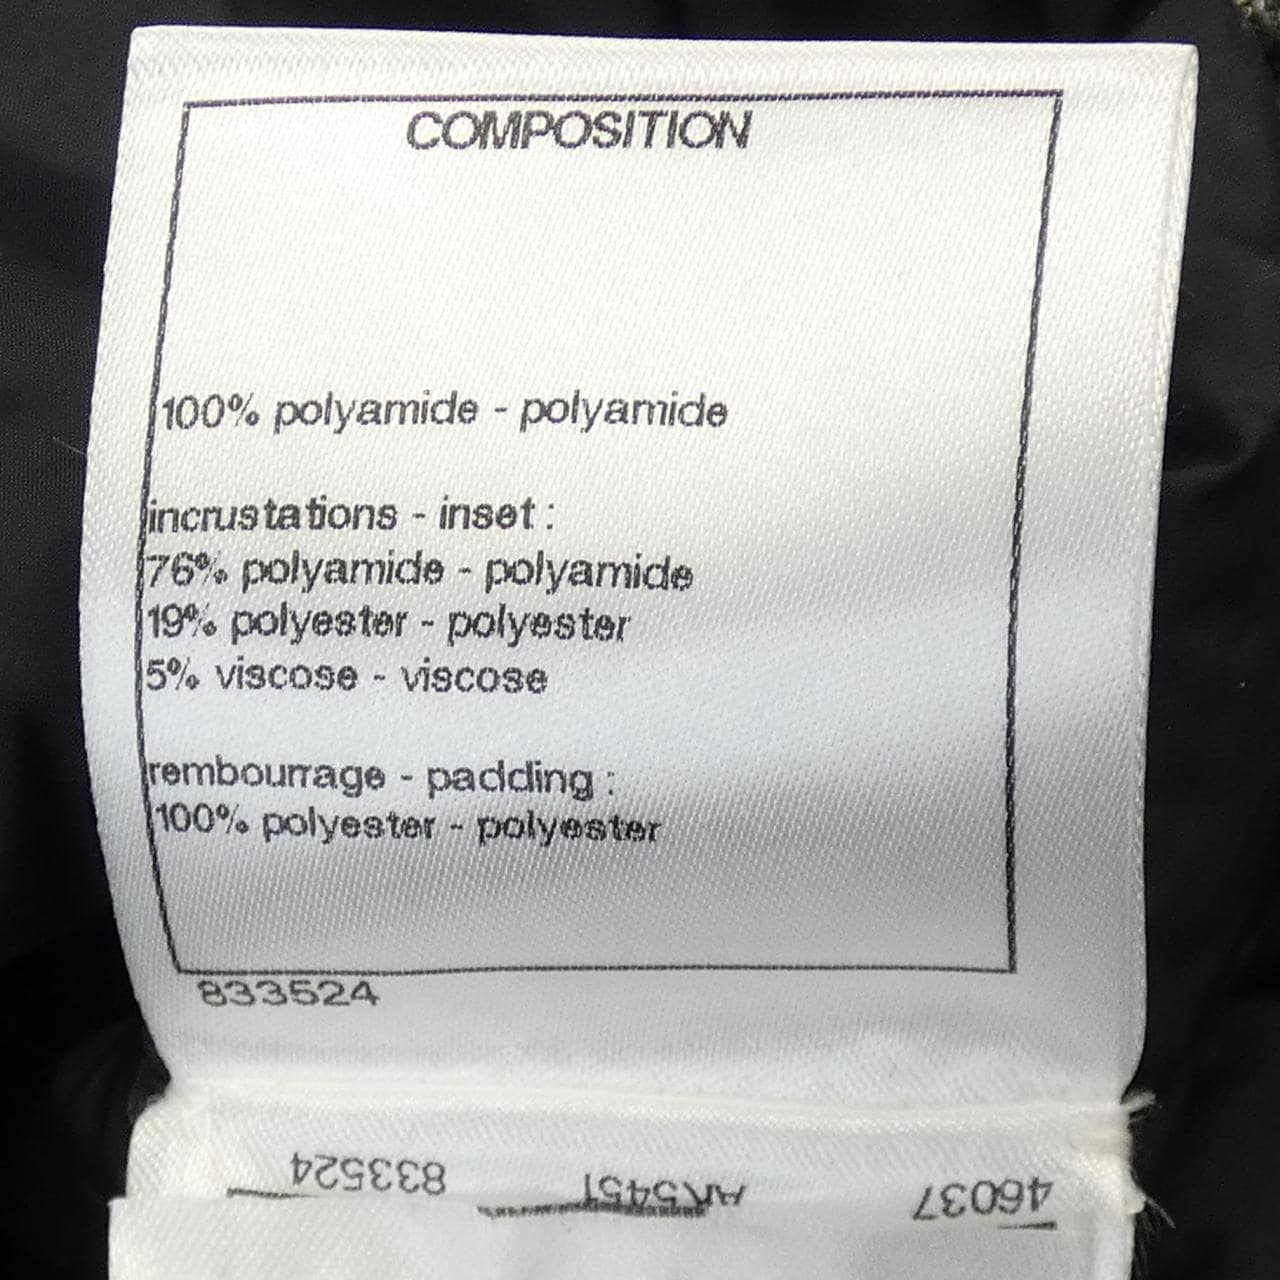 COMPOSITION
100% polyamide - polyamide
incrustations - inset :
76% polyamide - polyamide
19% polyester - polyester
5% viscose - viscose
rembourrage - padding :
100% polyester - polyester
833524
46037 833524